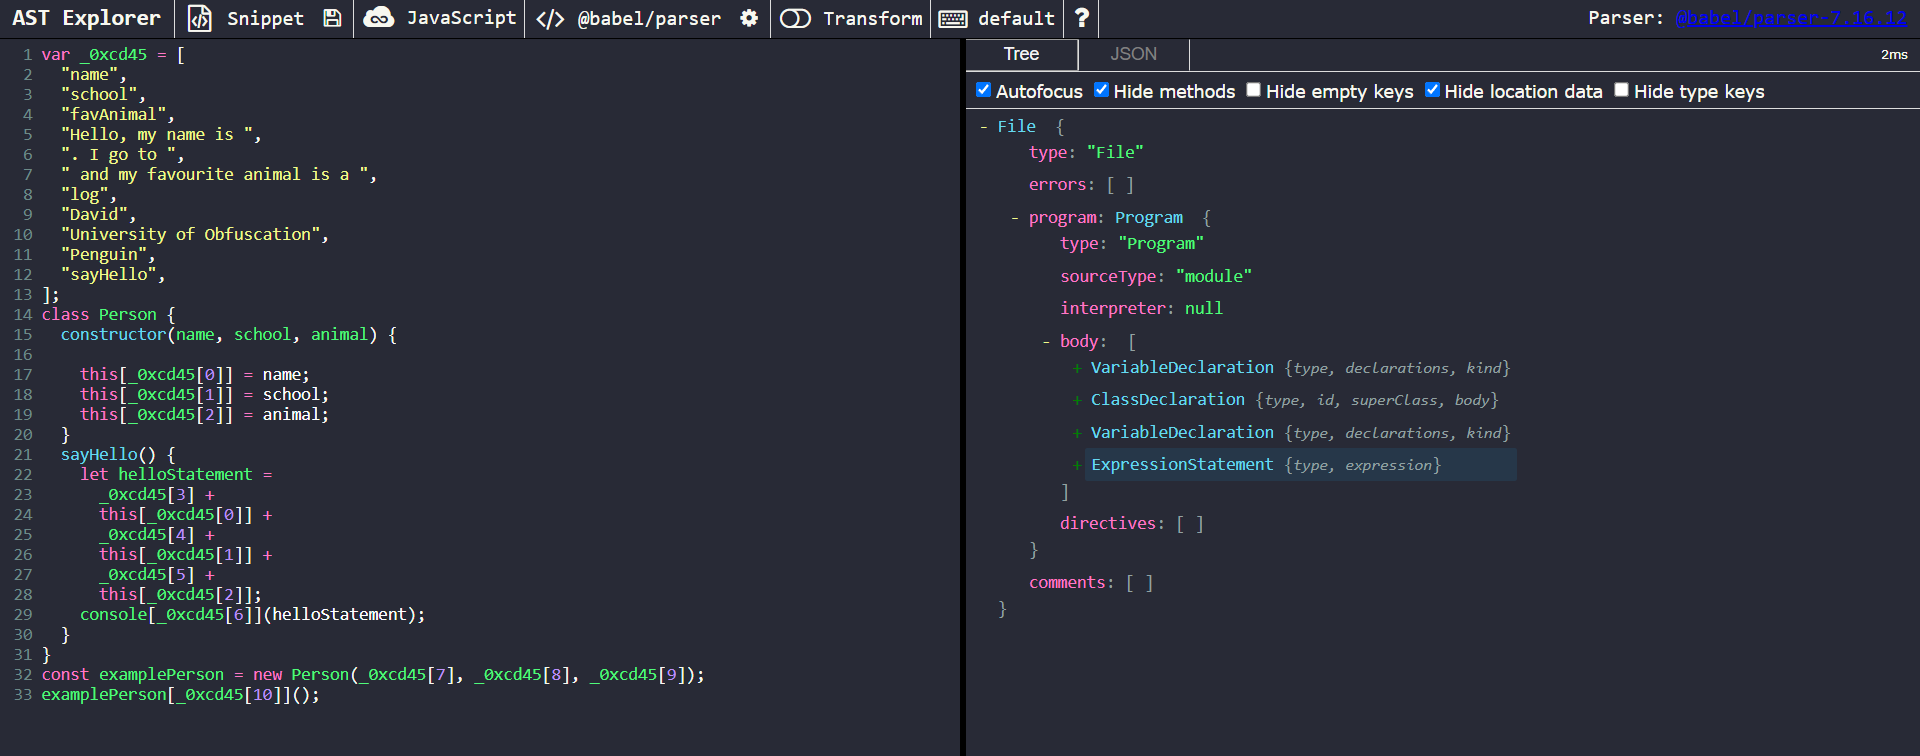 AST Explorer Snippet JavaScript </> @babel/parser Transform default ? Parser: @babel/parser-7.16.12
1 var _0xcd45 = [
2 "name",
3 "school",
4 "favAnimal",
5 "Hello, my name is ",
6 ". I go to ",
7 " and my favourite animal is a ",
8 "log",
9 "David",
10 "University of Obfuscation",
11 "Penguin",
12 "sayHello",
13 ];
14 class Person {
15 constructor(name, school, animal) {
16
17 this[_0xcd45[0]] = name;
18 this[_0xcd45[1]] = school;
19 this[_0xcd45[2]] = animal;
20 }
21 sayHello() {
22 let helloStatement =
23 _0xcd45[3] +
24 this[_0xcd45[0]] +
25 _0xcd45[4] +
26 this[_0xcd45[1]] +
27 _0xcd45[5] +
28 this[_0xcd45[2]];
29 console[_0xcd45[6]](helloStatement);
30 }
31 }
32 const examplePerson = new Person(_0xcd45[7], _0xcd45[8], _0xcd45[9]);
33 examplePerson[_0xcd45[10]]();
Tree JSON 2ms
Autofocus Hide methods Hide empty keys Hide location data Hide type keys
- File {
type: "File"
errors: [ ]
- program: Program {
type: "Program"
sourceType: "module"
interpreter: null
- body: [
+ VariableDeclaration {type, declarations, kind}
+ ClassDeclaration {type, id, superClass, body}
+ VariableDeclaration {type, declarations, kind}
+ ExpressionStatement {type, expression}
]
directives: [ ]
}
comments: [ ]
}